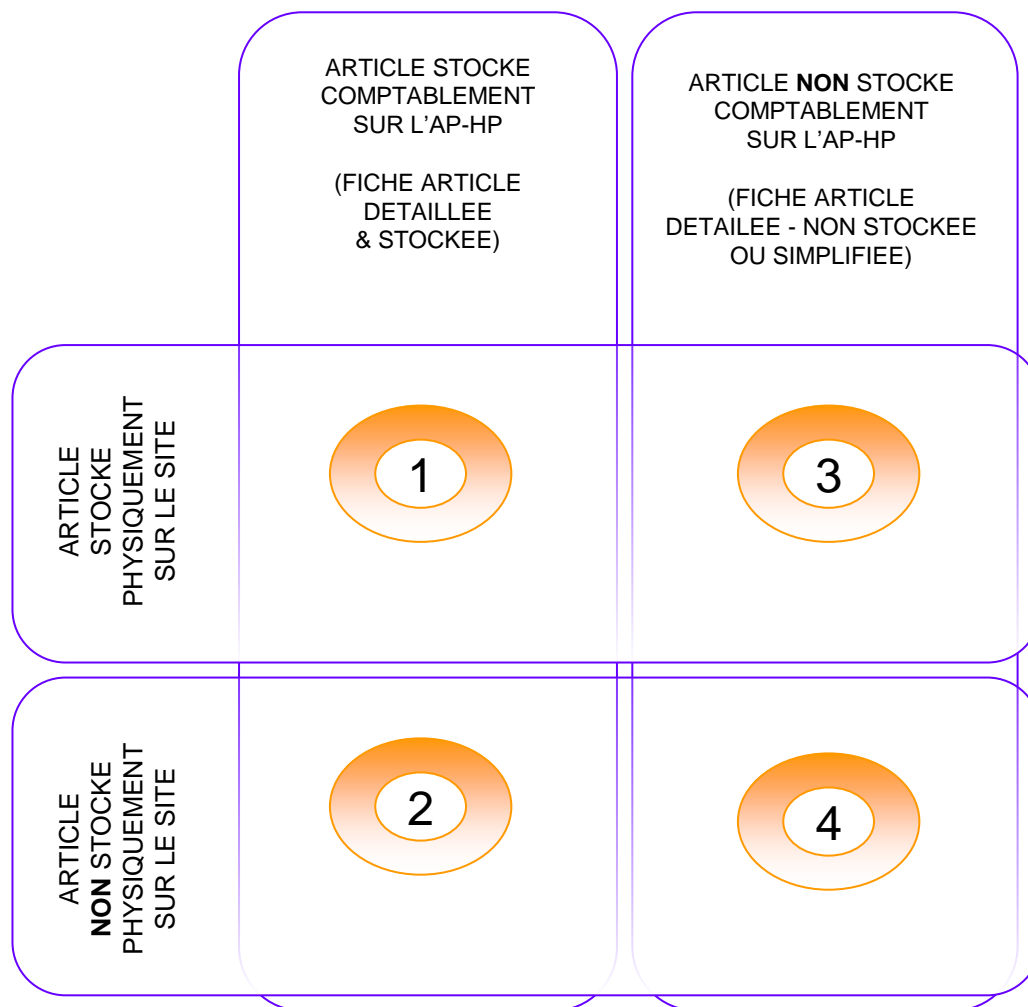 ARTICLE STOCKE
COMPTABLEMENT
SUR L'AP-HP
(FICHE ARTICLE
DETAILLEE
& STOCKEE)
ARTICLE NON STOCKE
COMPTABLEMENT
SUR L'AP-HP
(FICHE ARTICLE
DETAILEE - NON STOCKEE
OU SIMPLIFIEE)
ARTICLE
STOCKE
PHYSIQUEMENT
SUR LE SITE
1
3
ARTICLE
NON STOCKE
PHYSIQUEMENT
SUR LE SITE
2
4